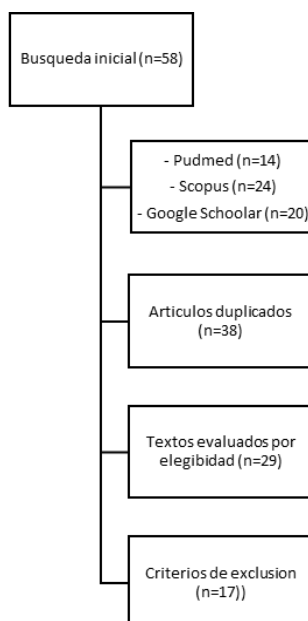 Busqueda inicial (n=58)
- Pudmed (n=14)
- Scopus (n=24)
- Google Schoolar (n=20)
Articulos duplicados
(n=38)
Textos evaluados por
elegibidad (n=29)
Criterios de exclusion
(n=17))